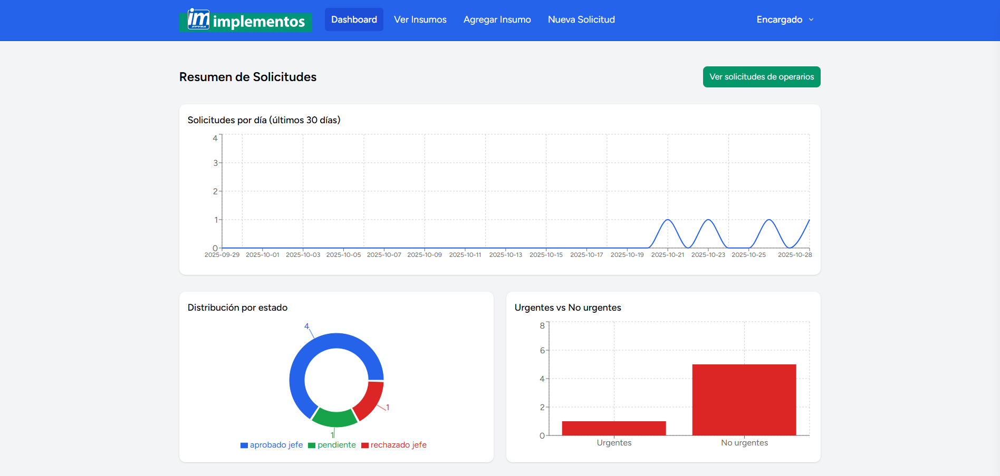 im EPYSA implementos
Dashboard Ver Insumos Agregar Insumo Nueva Solicitud Encargado
Resumen de Solicitudes
Ver solicitudes de operarios
Solicitudes por día (últimos 30 días)
4
3
2
1
0
2025-09-29 2025-10-01 2025-10-03 2025-10-05 2025-10-07 2025-10-09 2025-10-11 2025-10-13 2025-10-15 2025-10-17 2025-10-19 2025-10-21 2025-10-23 2025-10-25 2025-10-28
Distribución por estado
4
1
1
aprobado jefe pendiente rechazado jefe
Urgentes vs No urgentes
8
6
4
2
0
Urgentes No urgentes